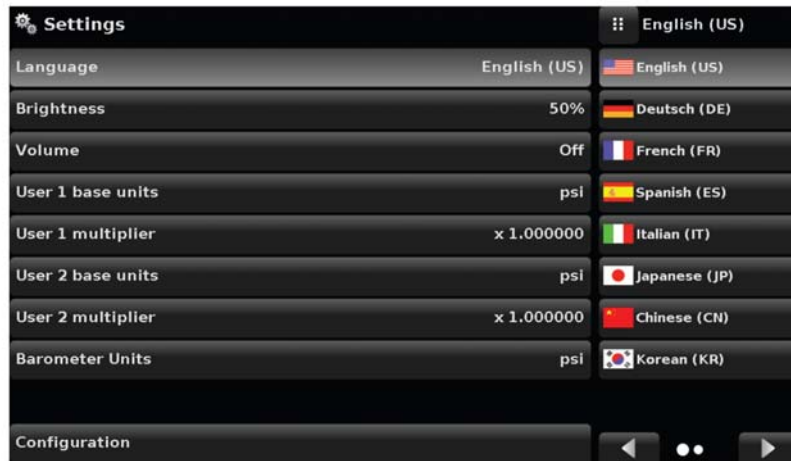 Settings
English (US)
Language English (US)
English (US)
Brightness 50%
Deutsch (DE)
Volume Off
French (FR)
User 1 base units psi
Spanish (ES)
User 1 multiplier x 1.000000
Italian (IT)
User 2 base units psi
Japanese (JP)
User 2 multiplier x 1.000000
Chinese (CN)
Barometer Units psi
Korean (KR)
Configuration